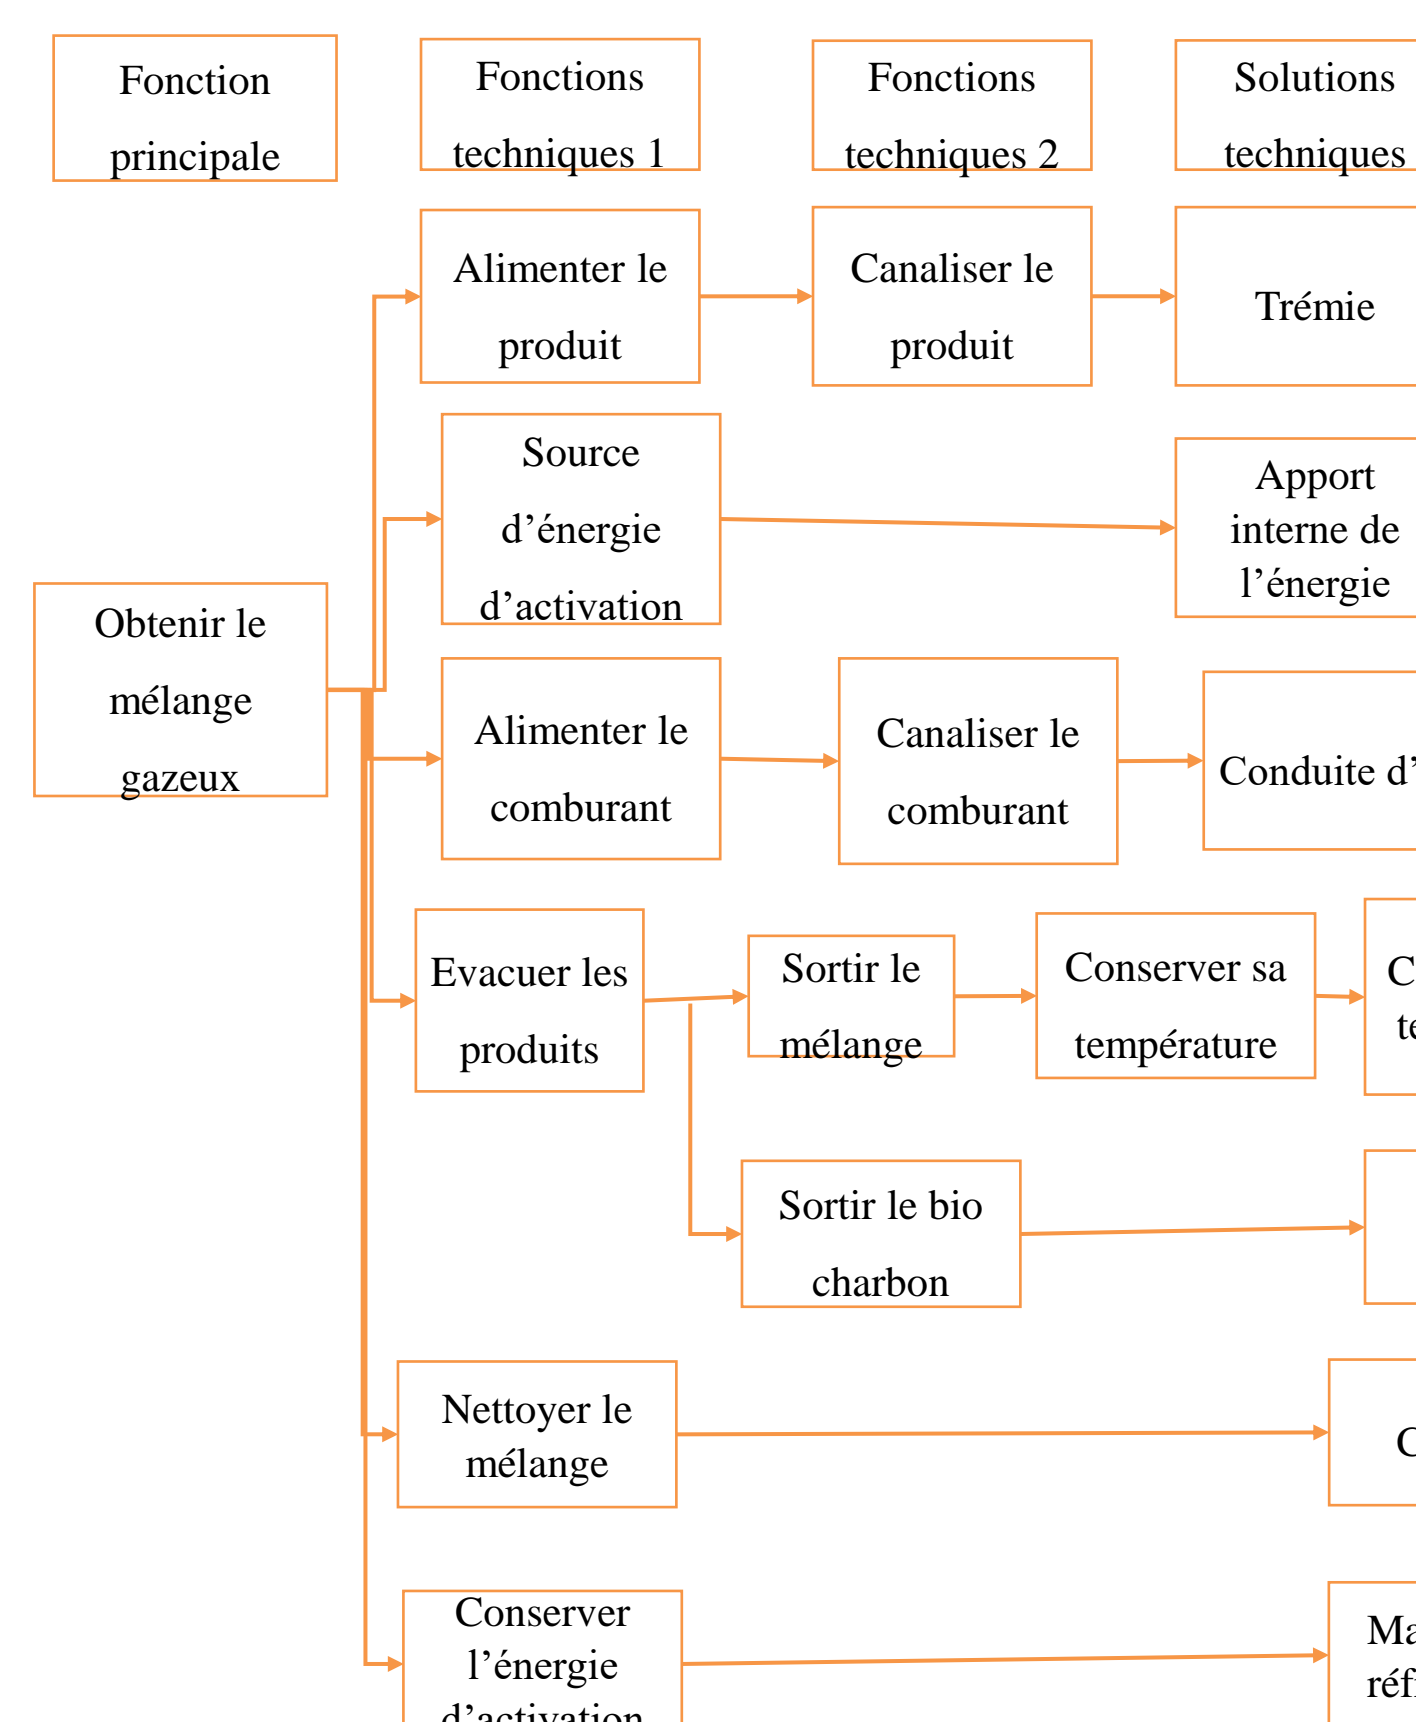 Fonction
principale
Fonctions
techniques 1
Fonctions
techniques 2
Solutions
techniques
Alimenter le
produit
Canaliser le
produit
Trémie
Source
d’énergie
d’activation
Apport
interne de
l’énergie
Obtenir le
mélange
gazeux
Alimenter le
comburant
Canaliser le
comburant
Conduite d’
Evacuer les
produits
Sortir le
mélange
Conserver sa
température
Sortir le bio
charbon
Nettoyer le
mélange
Conserver
l’énergie
d’activation